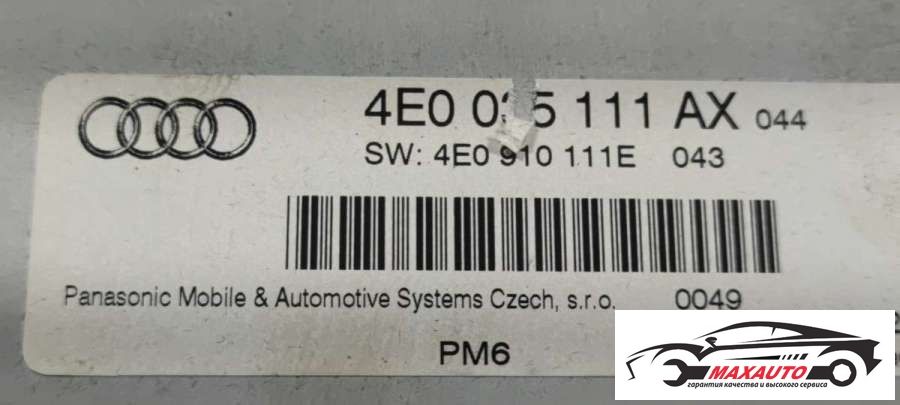 4E0 035 111 AX 044
SW: 4E0 910 111E 043
Panasonic Mobile & Automotive Systems Czech, s.r.o. 0049
PM6
MAXAUTO
гарантия качества и высокого сервиса